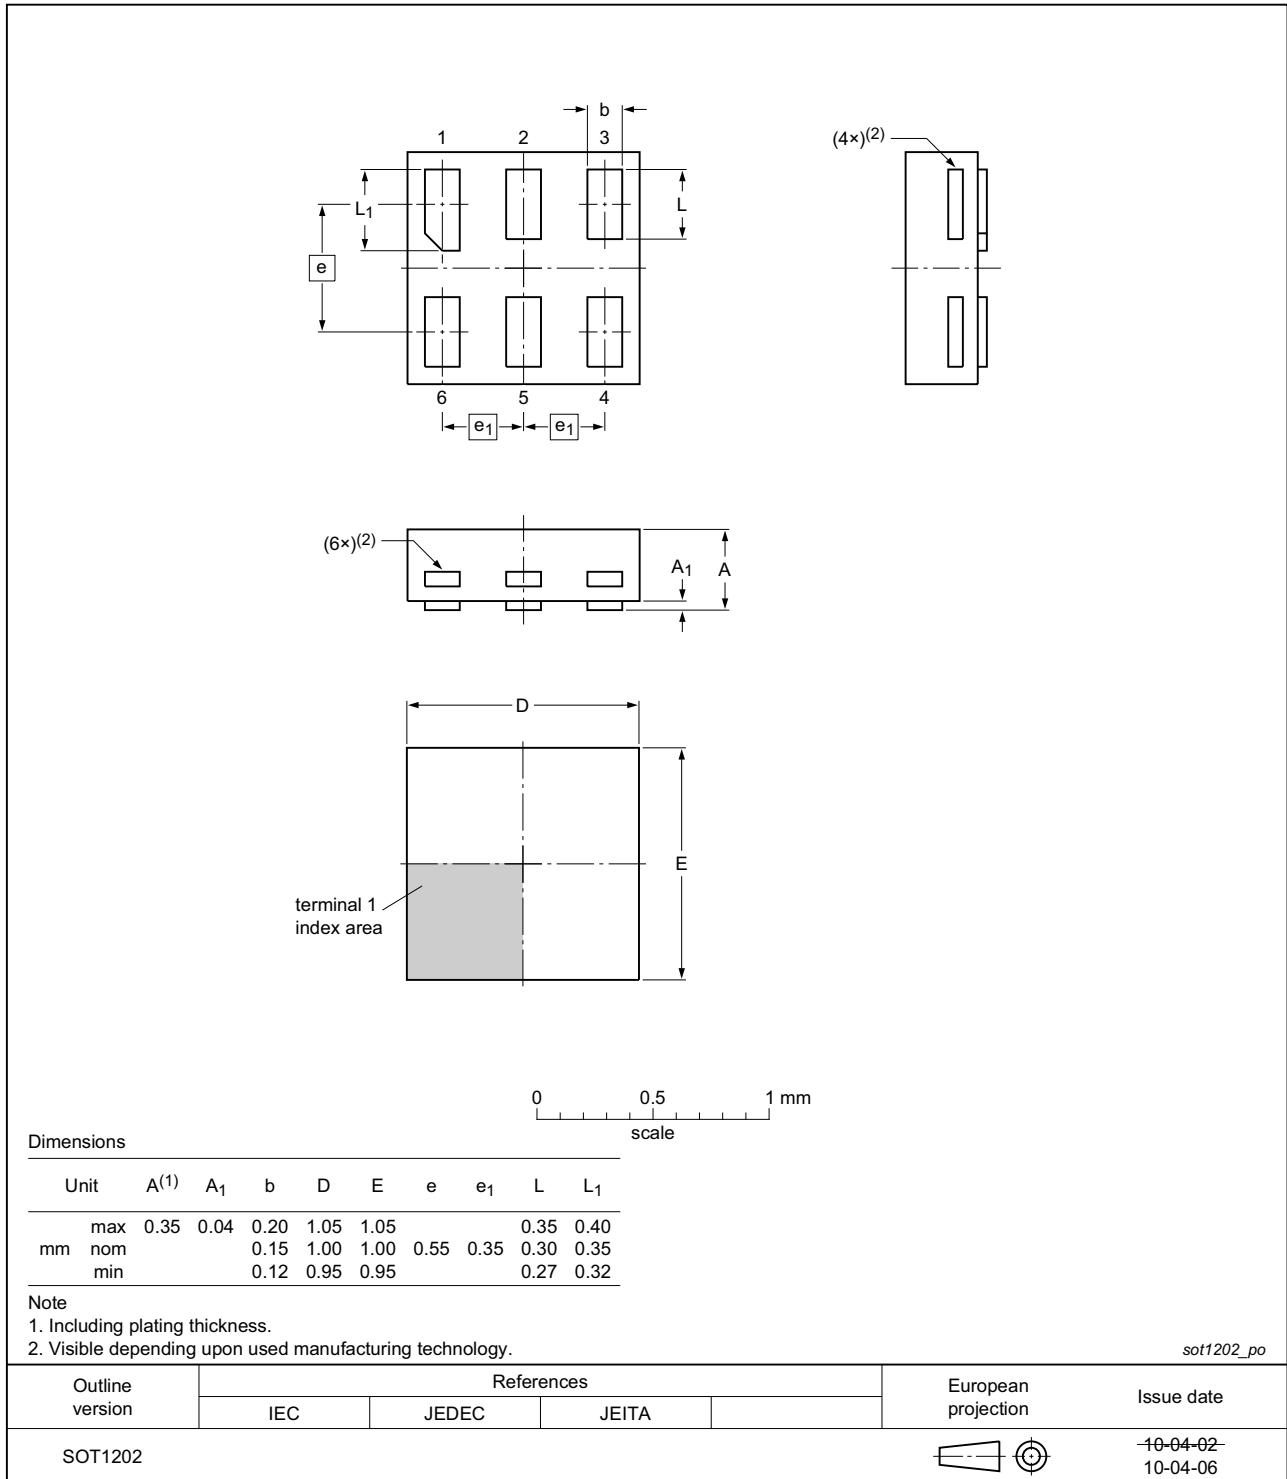 b
1 2 3
(4×)(2)
L1
L
e
6 5 4
e1 e1
(6×)(2)
A1 A
D
E
terminal 1
index area
0 0.5 1 mm
scale
Dimensions
Unit A(1) A1 b D E e e1 L L1
max 0.35 0.04 0.20 1.05 1.05 0.35 0.40
mm nom 0.15 1.00 1.00 0.55 0.35 0.30 0.35
min 0.12 0.95 0.95 0.27 0.32
Note
1. Including plating thickness.
2. Visible depending upon used manufacturing technology.
sot1202_po
Outline
version
References
IEC JEDEC JEITA
European
projection
Issue date
SOT1202
10-04-02
10-04-06